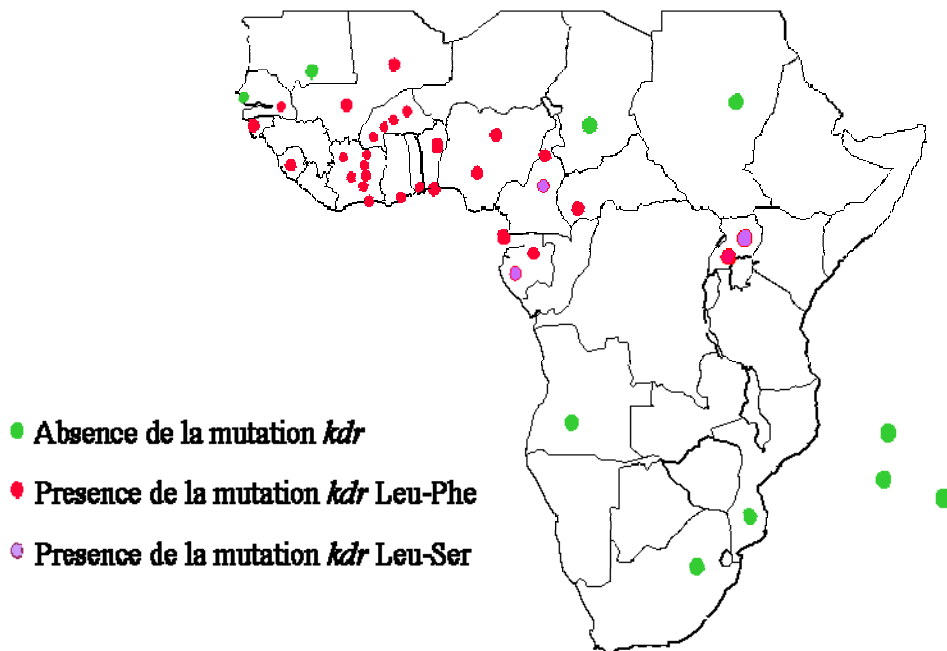 Absence de la mutation kdr
Presence de la mutation kdr Leu-Phe
Presence de la mutation kdr Leu-Ser